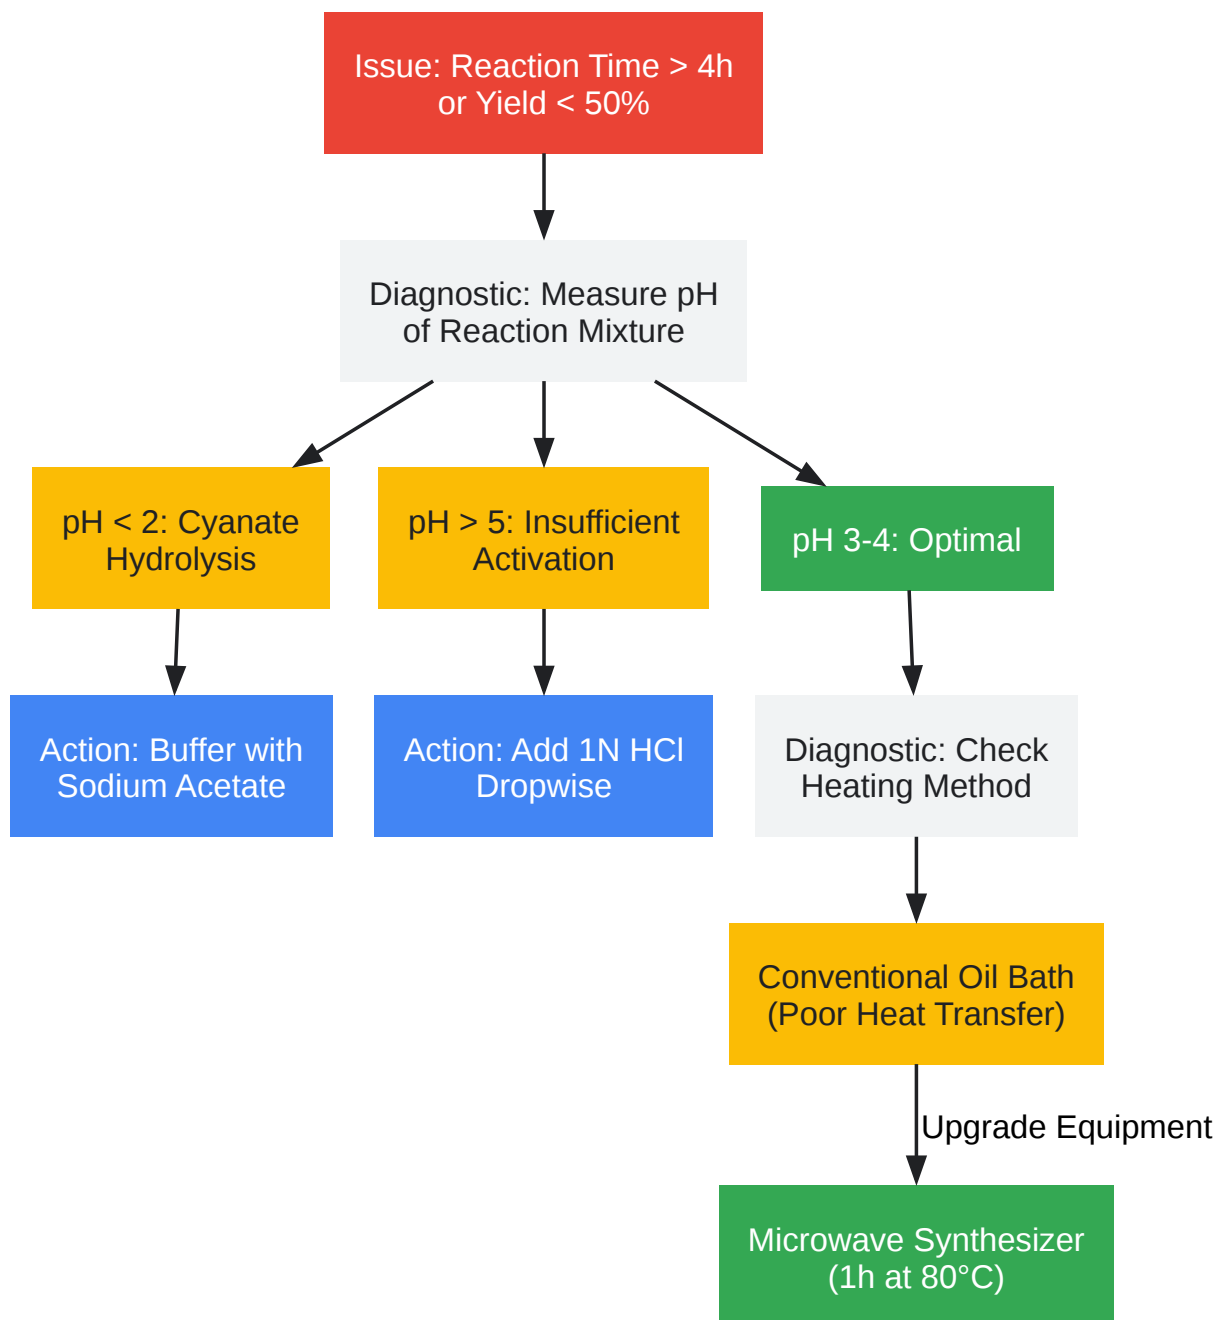 Issue: Reaction Time > 4h
or Yield < 50%
Diagnostic: Measure pH
of Reaction Mixture
pH < 2: Cyanate
Hydrolysis
pH > 5: Insufficient
Activation
pH 3-4: Optimal
Action: Buffer with
Sodium Acetate
Action: Add 1N HCl
Dropwise
Diagnostic: Check
Heating Method
Conventional Oil Bath
(Poor Heat Transfer)
Upgrade Equipment
Microwave Synthesizer
(1h at 80°C)